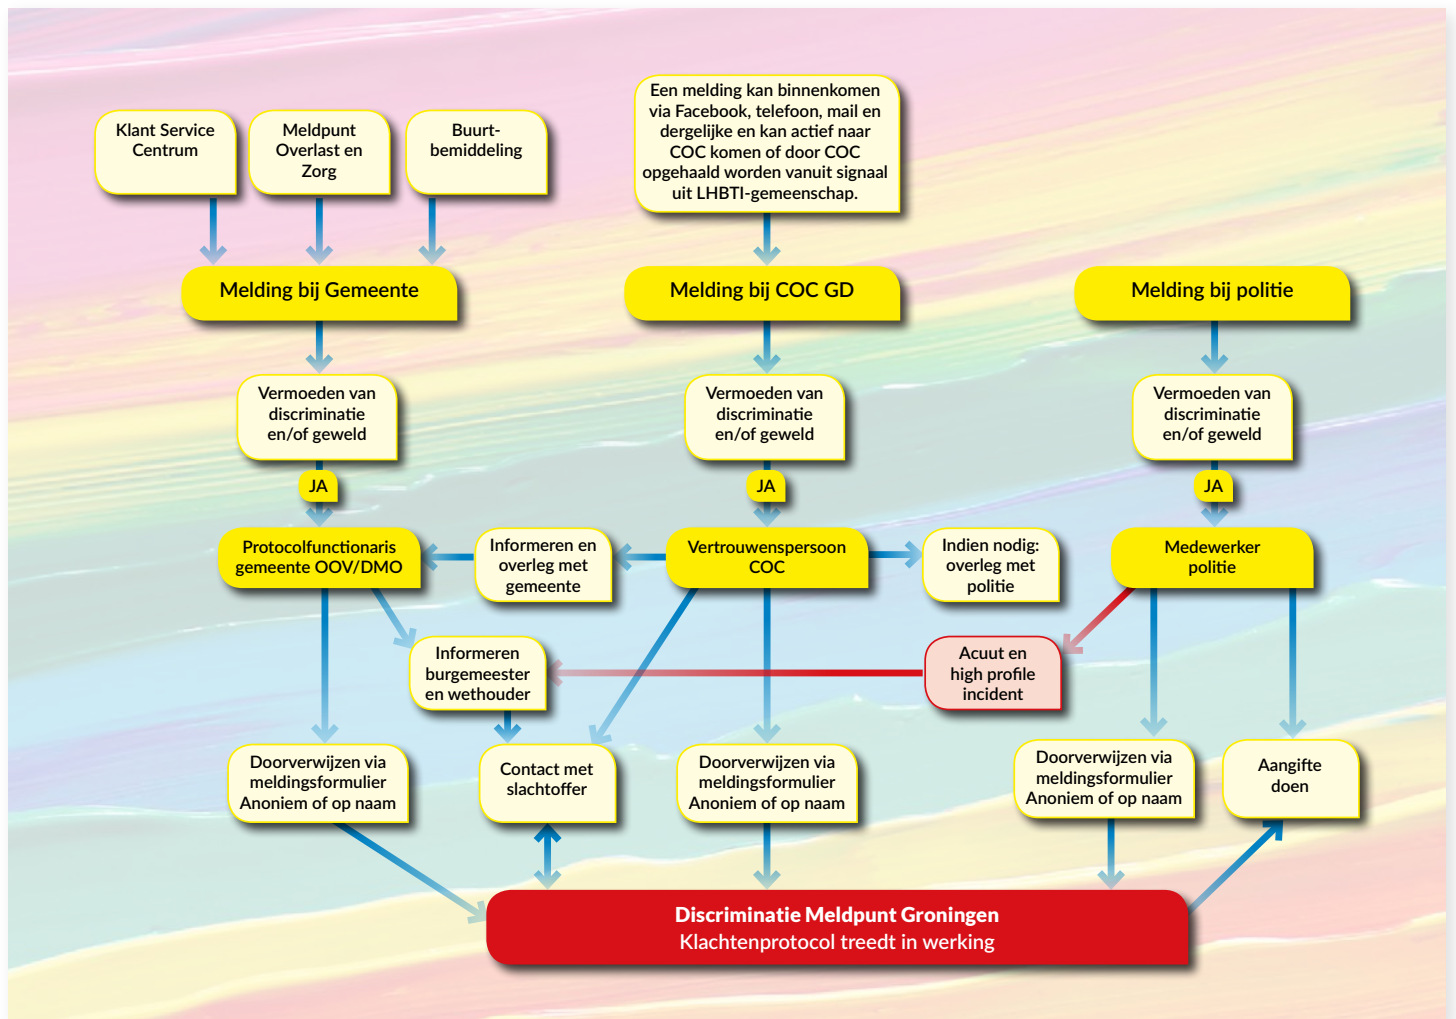 Een melding kan binnenkomen
via Facebook, telefoon, mail en
dergelijke en kan actief naar
COC komen of door COC
opgehaald worden vanuit signaal
uit LHBTI-gemeenschap.
Klant Service
Centrum
Meldpunt
Overlast en
Zorg
Buurt-
bemiddeling
Melding bij Gemeente
Melding bij COC GD
Melding bij politie
Vermoeden van
discriminatie
en/of geweld
Vermoeden van
discriminatie
en/of geweld
Vermoeden van
discriminatie
en/of geweld
JA
JA
JA
Protocolfunctionaris
gemeente OOV/DMO
Informeren en
overleg met
gemeente
Vertrouwenspersoon
COC
Indien nodig:
overleg met
politie
Medewerker
politie
Informeren
burgemeester
en wethouder
Acuut en
high profile
incident
Doorverwijzen via
meldingsformulier
Anoniem of op naam
Contact met
slachtoffer
Doorverwijzen via
meldingsformulier
Anoniem of op naam
Doorverwijzen via
meldingsformulier
Anoniem of op naam
Aangifte
doen
Discriminatie Meldpunt Groningen
Klachtenprotocol treedt in werking